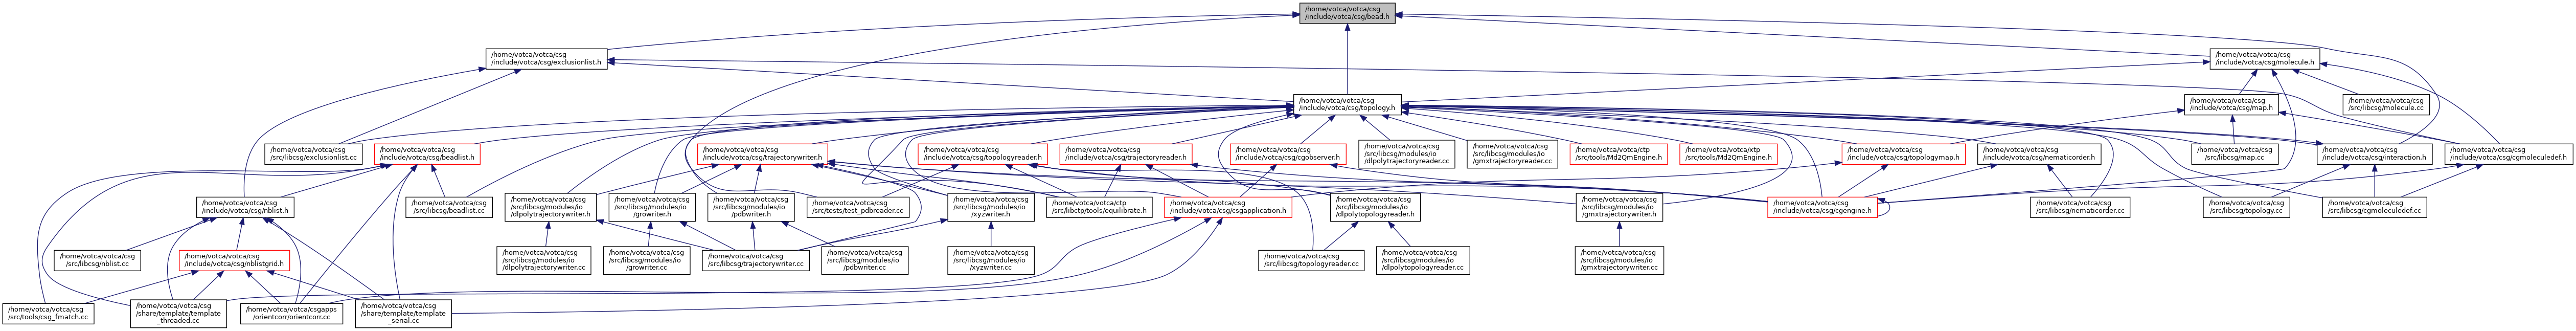 /home/votca/votca/csg
/include/votca/csg/bead.h
/home/votca/votca/csg
/include/votca/csg/exclusionlist.h
/home/votca/votca/csg
/include/votca/csg/molecule.h
/home/votca/votca/csg
/include/votca/csg/topology.h
/home/votca/votca/csg
/include/votca/csg/map.h
/home/votca/votca/csg
/src/libcsg/molecule.cc
/home/votca/votca/csg
/src/libcsg/exclusionlist.cc
/home/votca/votca/csg
/include/votca/csg/beadlist.h
/home/votca/votca/csg
/include/votca/csg/trajectorywriter.h
/home/votca/votca/csg
/include/votca/csg/topologyreader.h
/home/votca/votca/csg
/include/votca/csg/trajectoryreader.h
/home/votca/votca/csg
/include/votca/csg/cgobserver.h
/home/votca/votca/csg
/src/libcsg/modules/io
/dlpolytrajectoryreader.cc
/home/votca/votca/csg
/src/libcsg/modules/io
/gmxtrajectoryreader.cc
/home/votca/votca/ctp
/src/tools/Md2QmEngine.h
/home/votca/votca/xtp
/src/tools/Md2QmEngine.h
/home/votca/votca/csg
/include/votca/csg/topologymap.h
/home/votca/votca/csg
/include/votca/csg/nematicorder.h
/home/votca/votca/csg
/src/libcsg/map.cc
/home/votca/votca/csg
/include/votca/csg/interaction.h
/home/votca/votca/csg
/include/votca/csg/cgmoleculedef.h
/home/votca/votca/csg
/include/votca/csg/nblist.h
/home/votca/votca/csg
/src/libcsg/beadlist.cc
/home/votca/votca/csg
/src/libcsg/modules/io
/dlpolytrajectorywriter.h
/home/votca/votca/csg
/src/libcsg/modules/io
/growriter.h
/home/votca/votca/csg
/src/libcsg/modules/io
/pdbwriter.h
/home/votca/votca/csg
/src/tests/test_pdbreader.cc
/home/votca/votca/csg
/src/libcsg/modules/io
/xyzwriter.h
/home/votca/votca/ctp
/src/libctp/tools/equilibrate.h
/home/votca/votca/csg
/include/votca/csg/csgapplication.h
/home/votca/votca/csg
/src/libcsg/modules/io
/dlpolytopologyreader.h
/home/votca/votca/csg
/src/libcsg/modules/io
/gmxtrajectorywriter.h
/home/votca/votca/csg
/include/votca/csg/cgengine.h
/home/votca/votca/csg
/src/libcsg/nematicorder.cc
/home/votca/votca/csg
/src/libcsg/topology.cc
/home/votca/votca/csg
/src/libcsg/cgmoleculedef.cc
/home/votca/votca/csg
/src/libcsg/nblist.cc
/home/votca/votca/csg
/include/votca/csg/nblistgrid.h
/home/votca/votca/csg
/src/libcsg/modules/io
/dlpolytrajectorywriter.cc
/home/votca/votca/csg
/src/libcsg/modules/io
/growriter.cc
/home/votca/votca/csg
/src/libcsg/trajectorywriter.cc
/home/votca/votca/csg
/src/libcsg/modules/io
/pdbwriter.cc
/home/votca/votca/csg
/src/libcsg/modules/io
/xyzwriter.cc
/home/votca/votca/csg
/src/libcsg/topologyreader.cc
/home/votca/votca/csg
/src/libcsg/modules/io
/dlpolytopologyreader.cc
/home/votca/votca/csg
/src/libcsg/modules/io
/gmxtrajectorywriter.cc
/home/votca/votca/csg
/src/tools/csg_fmatch.cc
/home/votca/votca/csg
/share/template/template
_threaded.cc
/home/votca/votca/csgapps
/orientcorr/orientcorr.cc
/home/votca/votca/csg
/share/template/template
_serial.cc